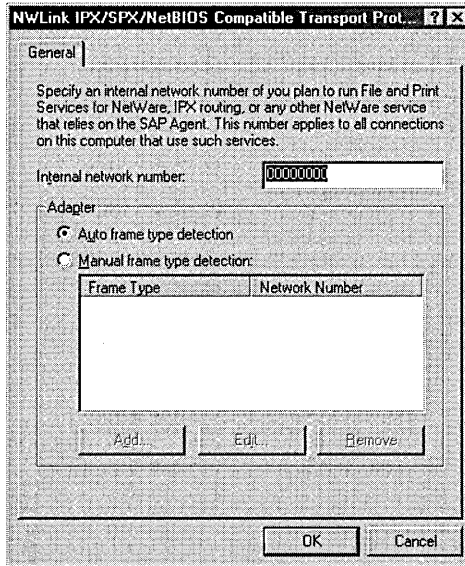 NWLink IPX/SPX/NetBIOS Compatible Transport Prot...
General
Specify an internal network number of you plan to run File and Print
Services for NetWare, IPX routing, or any other NetWare service
that relies on the SAP Agent. This number applies to all connections
on this computer that use such services.
Internal network number: 00000000
Adapter
Auto frame type detection
Manual frame type detection:
Frame Type Network Number
Add... Edit... Remove
OK Cancel